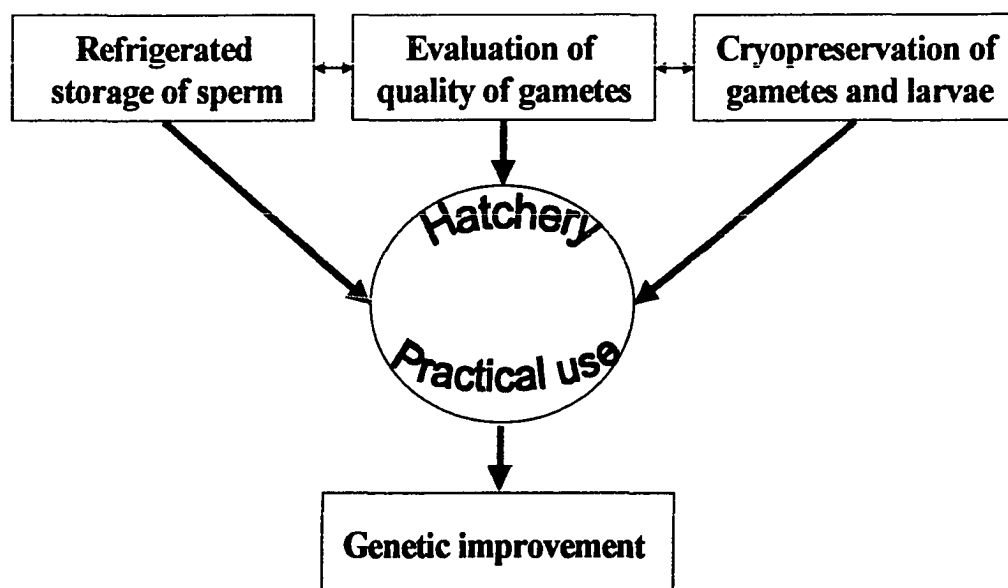 Refrigerated
storage of sperm
Evaluation of
quality of gametes
Cryopreservation of
gametes and larvae
Hatchery
Practical use
Genetic improvement